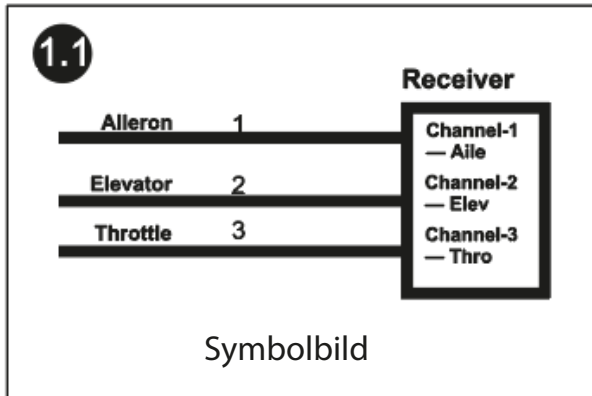 1.1
Receiver
Alleron 1
Channel-1
— Aile
Elevator 2
Channel-2
— Elev
Throttle 3
Channel-3
— Thro
Symbolbild